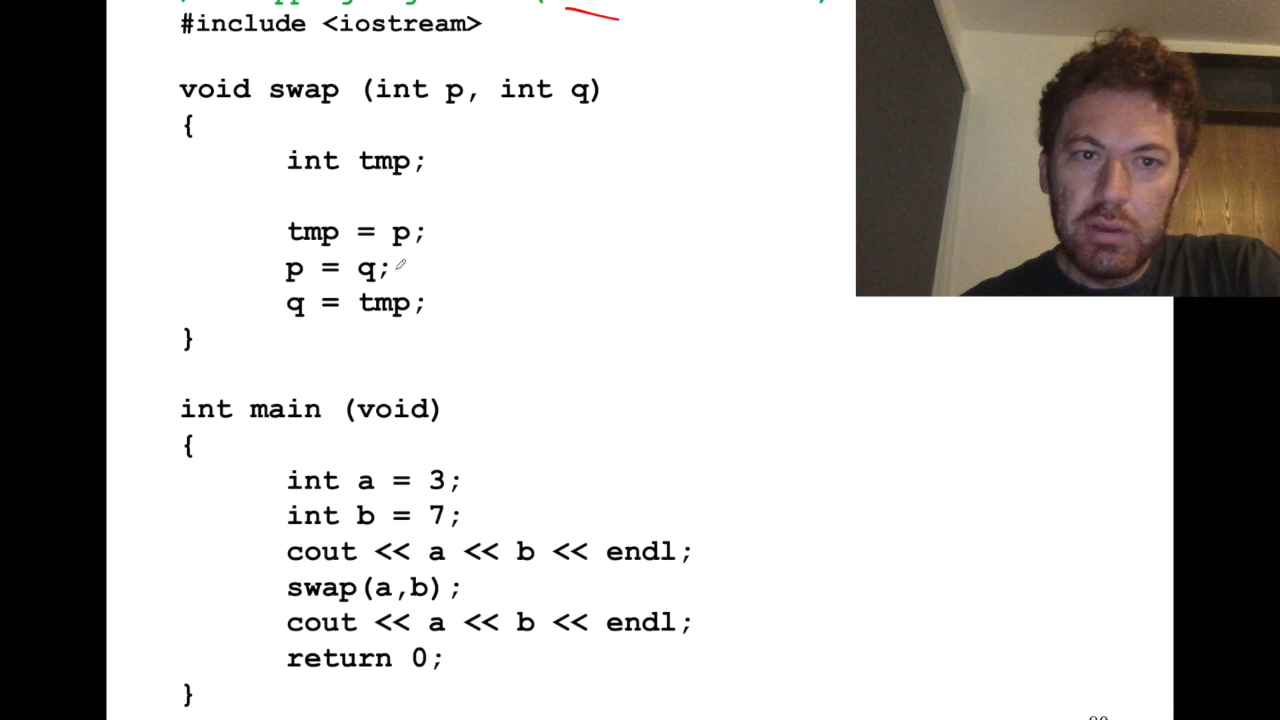 #include <iostream>
void swap (int p, int q)
{
int tmp;
tmp = p;
p = q;
q = tmp;
}
int main (void)
{
int a = 3;
int b = 7;
cout << a << b << endl;
swap(a,b);
cout << a << b << endl;
return 0;
}